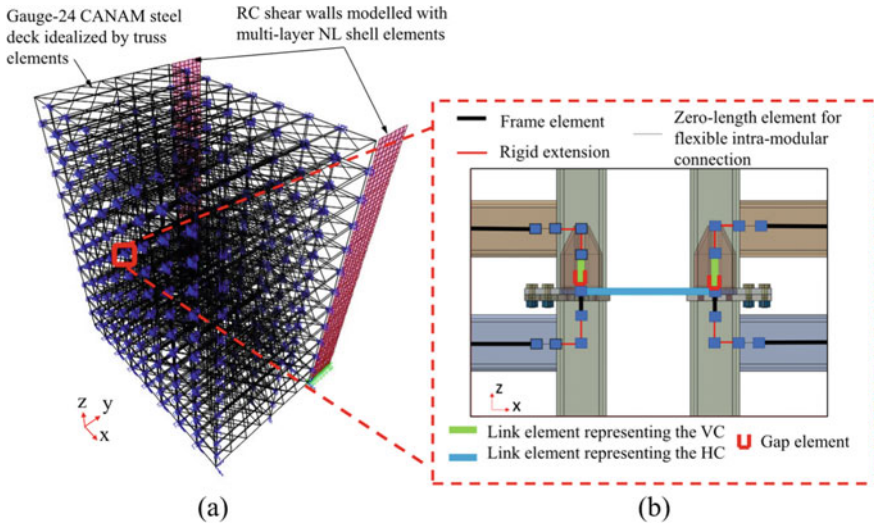 Gauge-24 CANAM steel
deck idealized by truss
elements
RC shear walls modelled with
multi-layer NL shell elements
z
y
x
(a)
Frame element
Rigid extension
Zero-length element for
flexible intra-modular
connection
z
x
Link element representing the VC
Link element representing the HC
Gap element
(b)